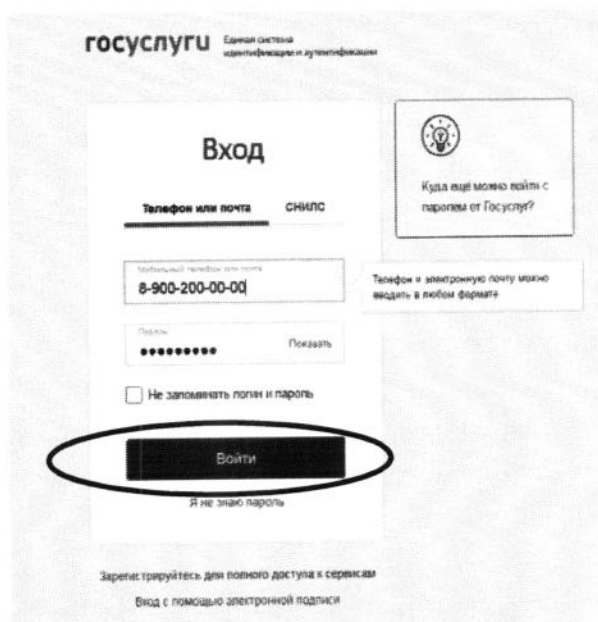 госуслуги
Единая система
идентификации и аутентификации
Вход
Телефон или почта СНИЛС
Мобильный телефон или почта
8-900-200-00-00
Пароль
Показать
Не запоминать логин и пароль
Войти
Я не знаю пароль
Куда ещё можно войти с
паролем от Госуслуг?
Телефон и электронную почту можно
вводить в любом формате
Зарегистрируйтесь для полного доступа к сервисам
Вход с помощью электронной подписи